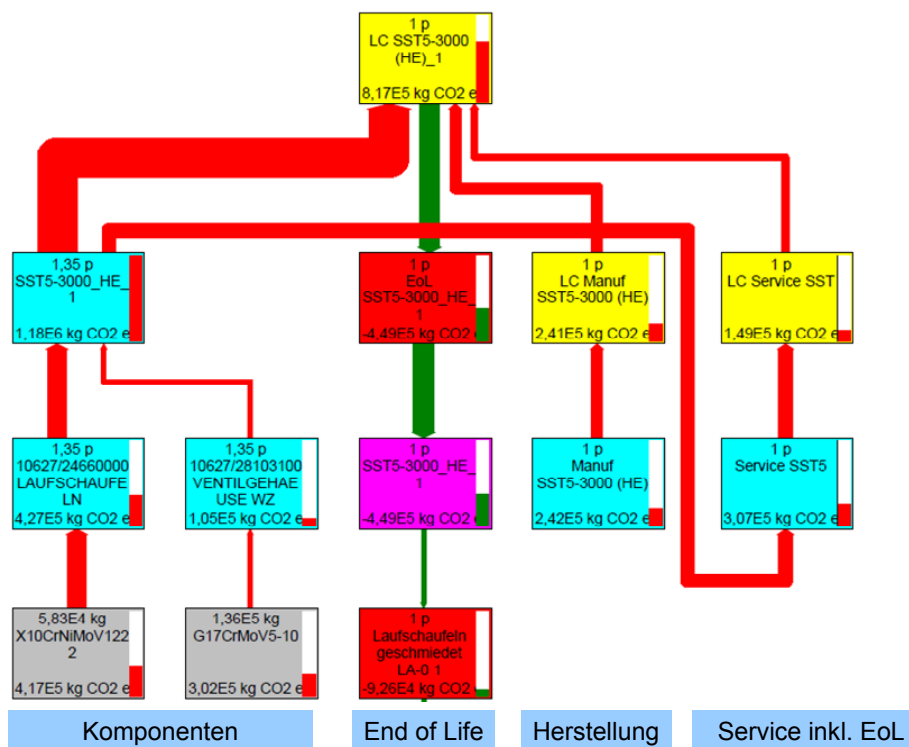 1 p
LC SST5-3000
(HE)_1
8,17E5 kg CO2 e
1,35 p
SST5-3000_HE_
1
1,18E6 kg CO2 e
1 p
EoL
SST5-3000_HE_
1
-4,49E5 kg CO2 e
1 p
LC Manuf
SST5-3000 (HE)
2,41E5 kg CO2 e
1 p
LC Service SST
1,49E5 kg CO2 e
1,35 p
10627/24660000
LAUFSCHAUFE
LN
4,27E5 kg CO2 e
1,35 p
10627/28103100
VENTILGEHAE
USE WZ
1,05E5 kg CO2 e
1 p
SST5-3000_HE_
1
-4,49E5 kg CO2 e
1 p
Manuf
SST5-3000 (HE)
2,42E5 kg CO2 e
1 p
Service SST5
3,07E5 kg CO2 e
5,83E4 kg
X10CrNiMoV122
2
4,17E5 kg CO2 e
1,36E5 kg
G17CrMoV5-10
3,02E5 kg CO2 e
1 p
Laufschaufeln
geschmiedet
LA-0 1
-9,26E4 kg CO2 e
Komponenten
End of Life
Herstellung
Service inkl. EoL